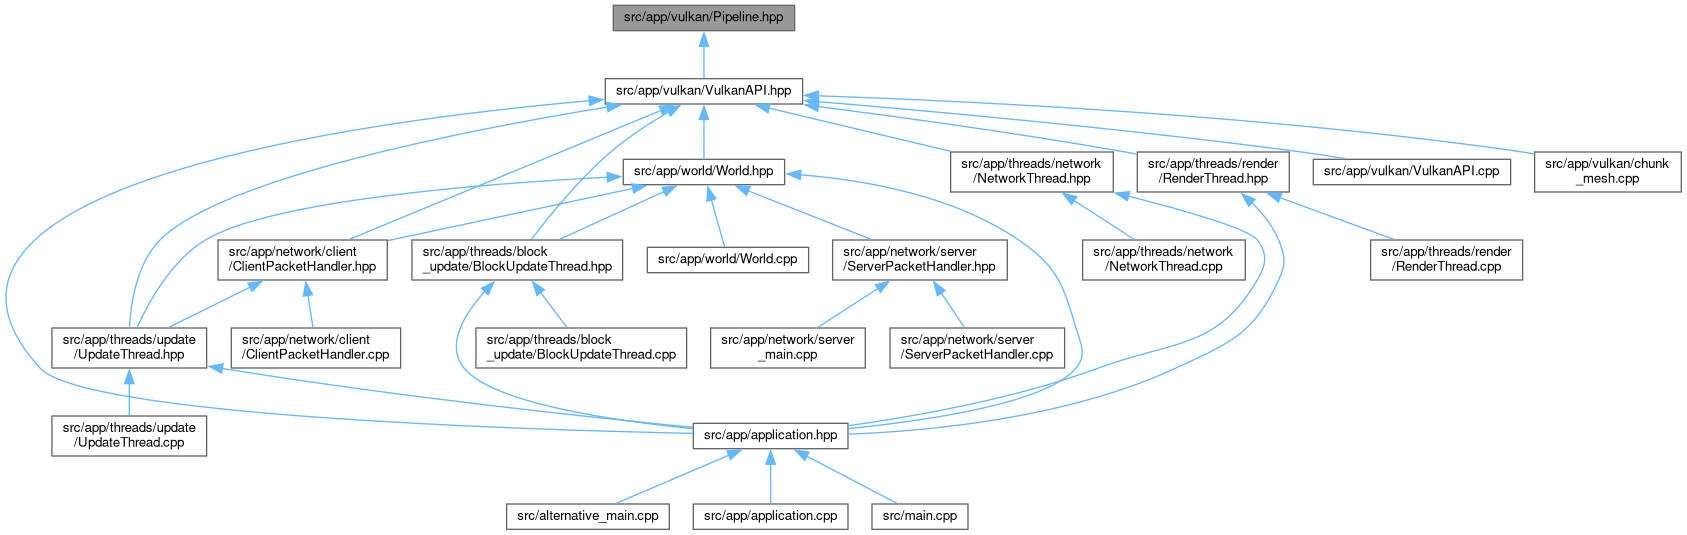 src/app/vulkan/Pipeline.hpp
src/app/vulkan/VulkanAPI.hpp
src/app/world/World.hpp
src/app/threads/network
/NetworkThread.hpp
src/app/threads/render
/RenderThread.hpp
src/app/vulkan/VulkanAPI.cpp
src/app/vulkan/chunk
_mesh.cpp
src/app/network/client
/ClientPacketHandler.hpp
src/app/threads/block
_update/BlockUpdateThread.hpp
src/app/world/World.cpp
src/app/network/server
/ServerPacketHandler.hpp
src/app/threads/network
/NetworkThread.cpp
src/app/threads/render
/RenderThread.cpp
src/app/threads/update
/UpdateThread.hpp
src/app/network/client
/ClientPacketHandler.cpp
src/app/threads/block
_update/BlockUpdateThread.cpp
src/app/network/server
_main.cpp
src/app/network/server
/ServerPacketHandler.cpp
src/app/threads/update
/UpdateThread.cpp
src/app/application.hpp
src/alternative_main.cpp
src/app/application.cpp
src/main.cpp